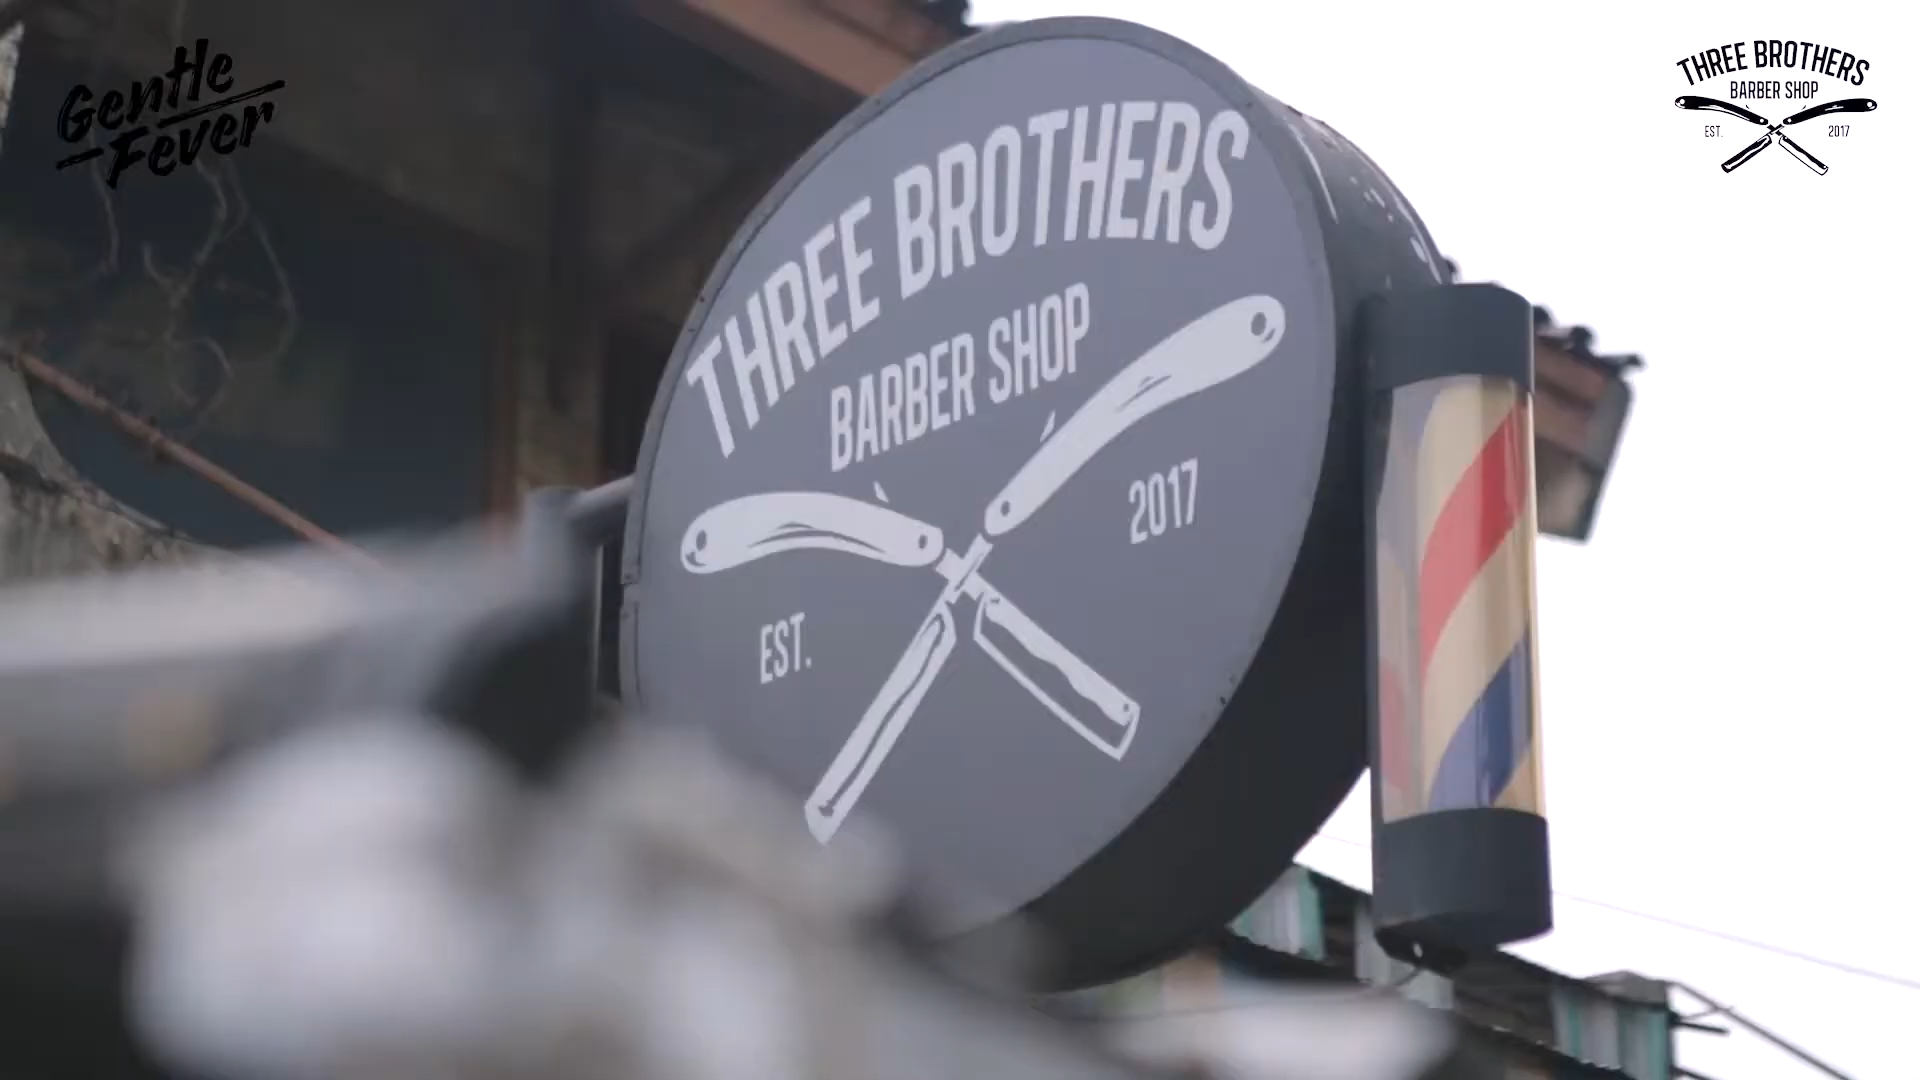 Gentle
Fever
THREE BROTHERS
BARBER SHOP
EST. 2017
THREE BROTHERS
BARBER SHOP
2017
EST.